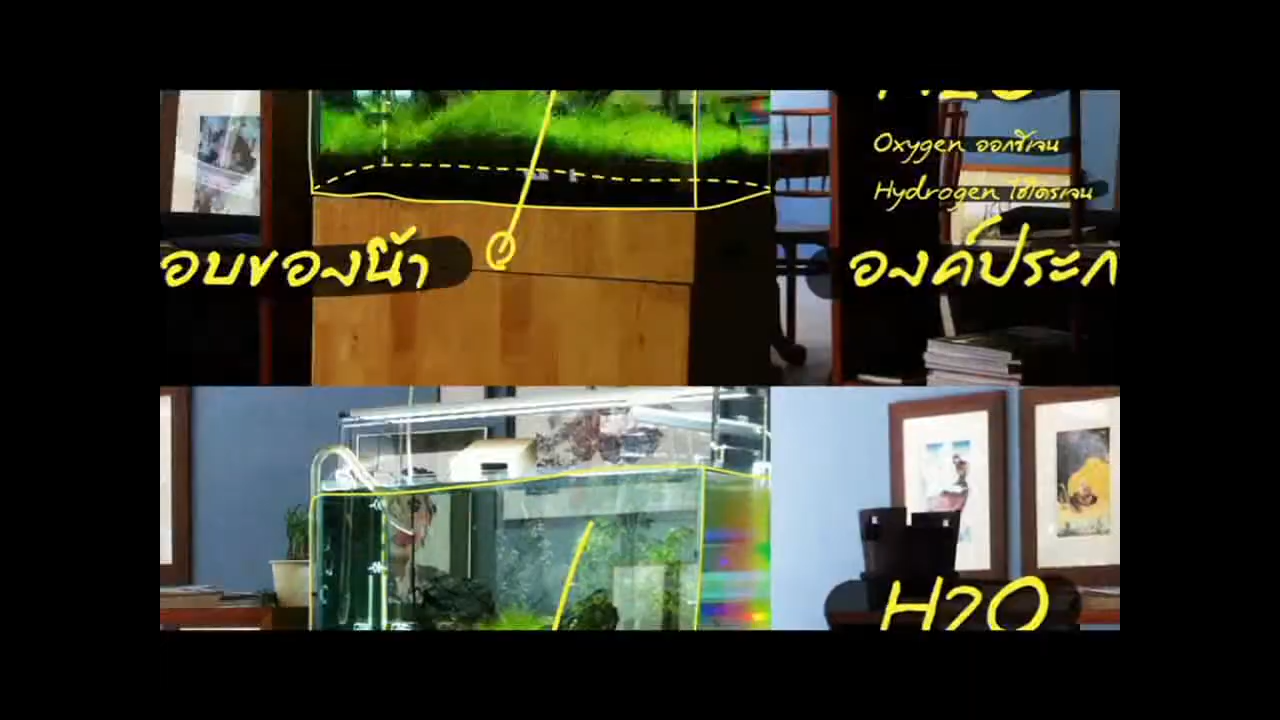 H2O
Oxygen ออกซิเจน
Hydrogen ไฮโดรเจน
อบของน้ำ
องค์ประก
H2O